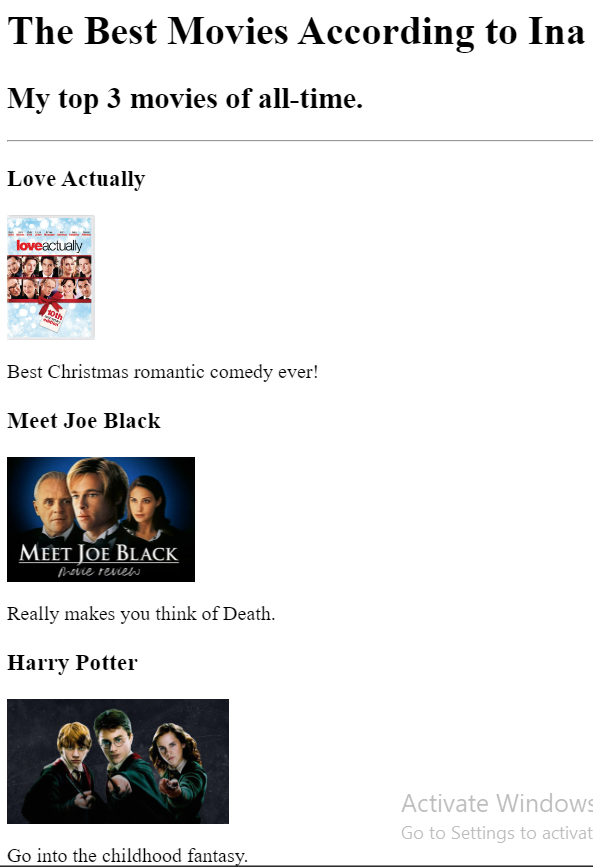 The Best Movies According to Ina
My top 3 movies of all-time.
Love Actually
loveactually
10th
Best Christmas romantic comedy ever!
Meet Joe Black
MEET JOE BLACK
movie review
Really makes you think of Death.
Harry Potter
Activate Windows
Go to Settings to activat
Go into the childhood fantasy.